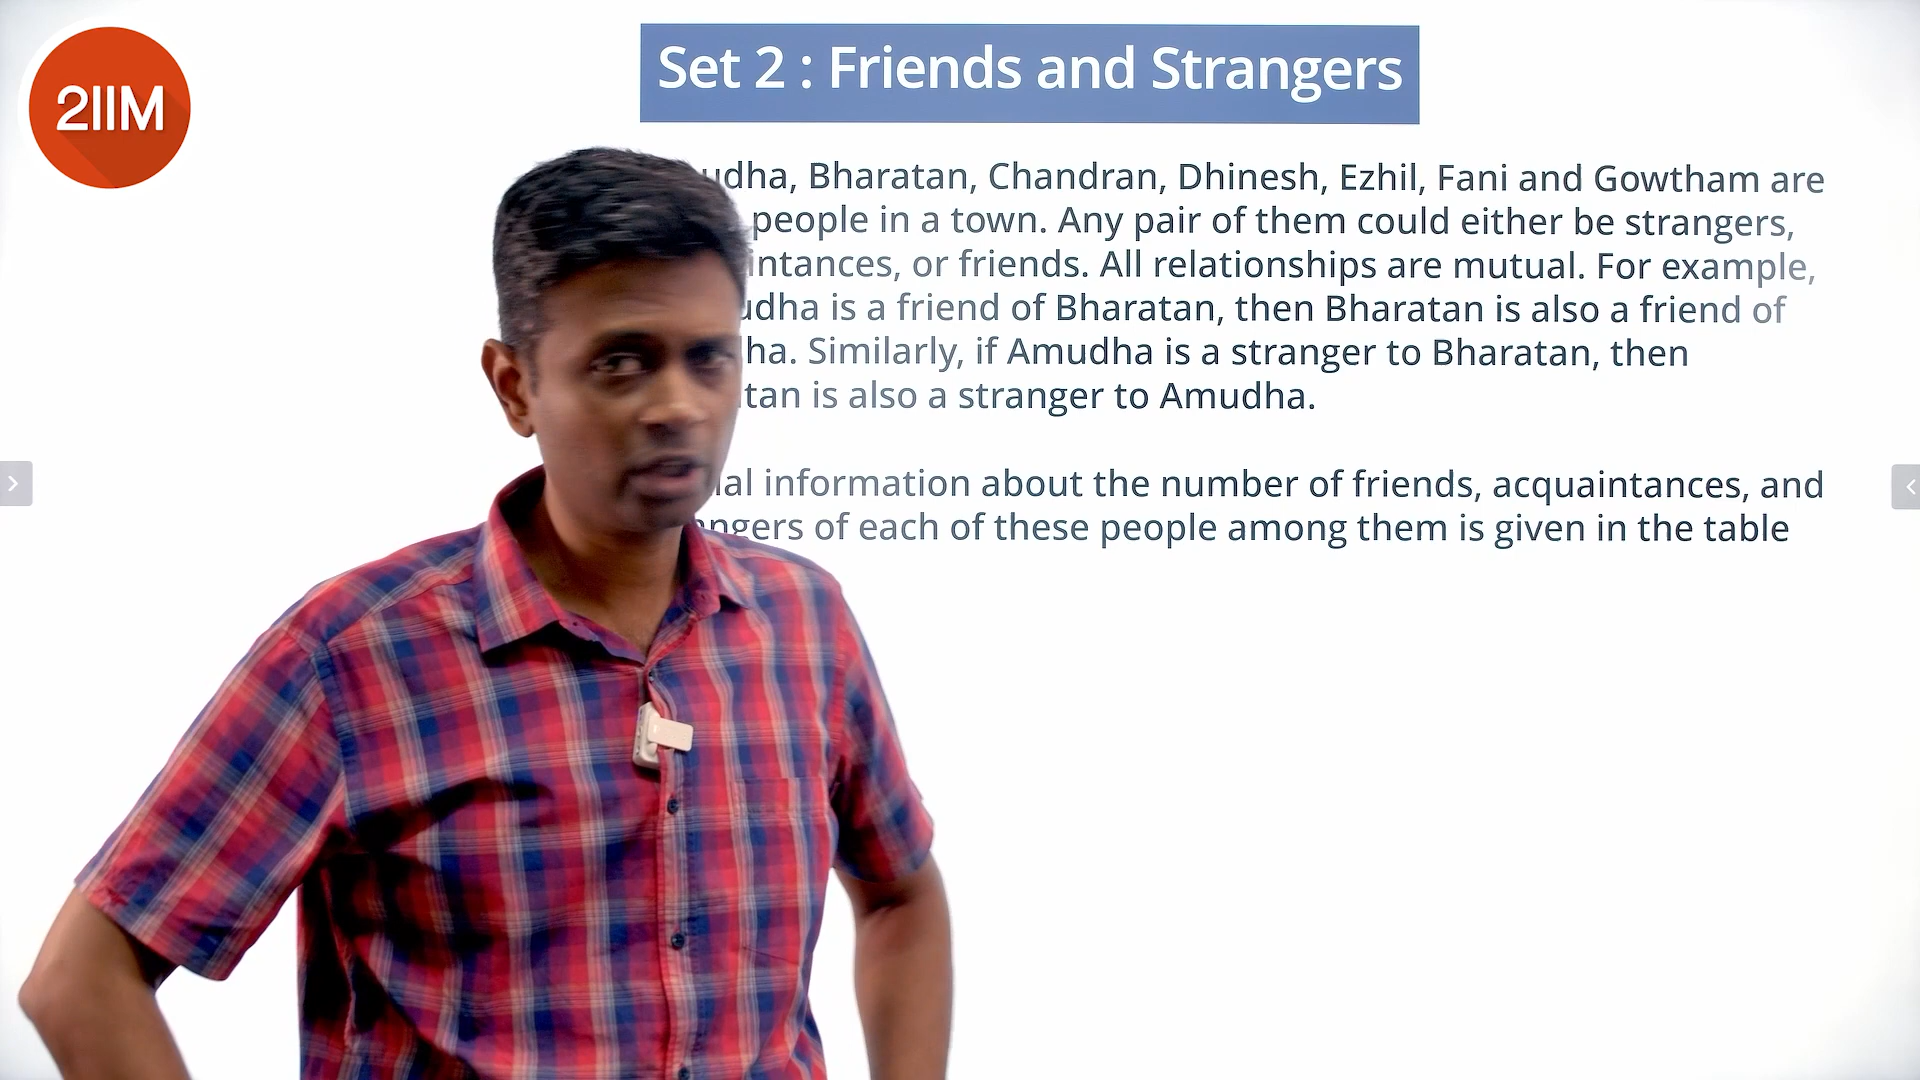 2IIM
Set 2 : Friends and Strangers
udha, Bharatan, Chandran, Dhinesh, Ezhil, Fani and Gowtham are
people in a town. Any pair of them could either be strangers,
intances, or friends. All relationships are mutual. For example,
udha is a friend of Bharatan, then Bharatan is also a friend of
ha. Similarly, if Amudha is a stranger to Bharatan, then
tan is also a stranger to Amudha.
ial information about the number of friends, acquaintances, and
angers of each of these people among them is given in the table